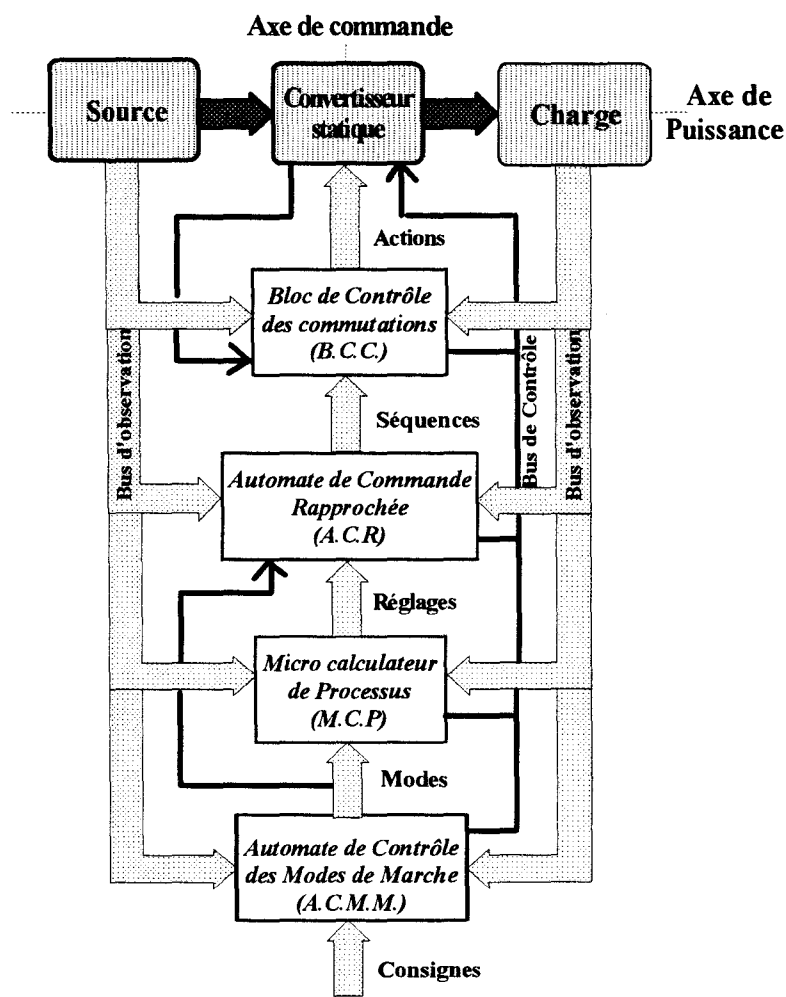 Axe de commande
Source
Convertisseur
statique
Charge
Axe de
Puissance
Actions
Bloc de Contrôle
des commutations
(B.C.C.)
Bus d'observation
Bus de Contrôle
Bus d'observation
Séquences
Automate de Commande
Rapprochée
(A.C.R)
Réglages
Micro calculateur
de Processus
(M.C.P)
Modes
Automate de Contrôle
des Modes de Marche
(A.C.M.M.)
Consignes